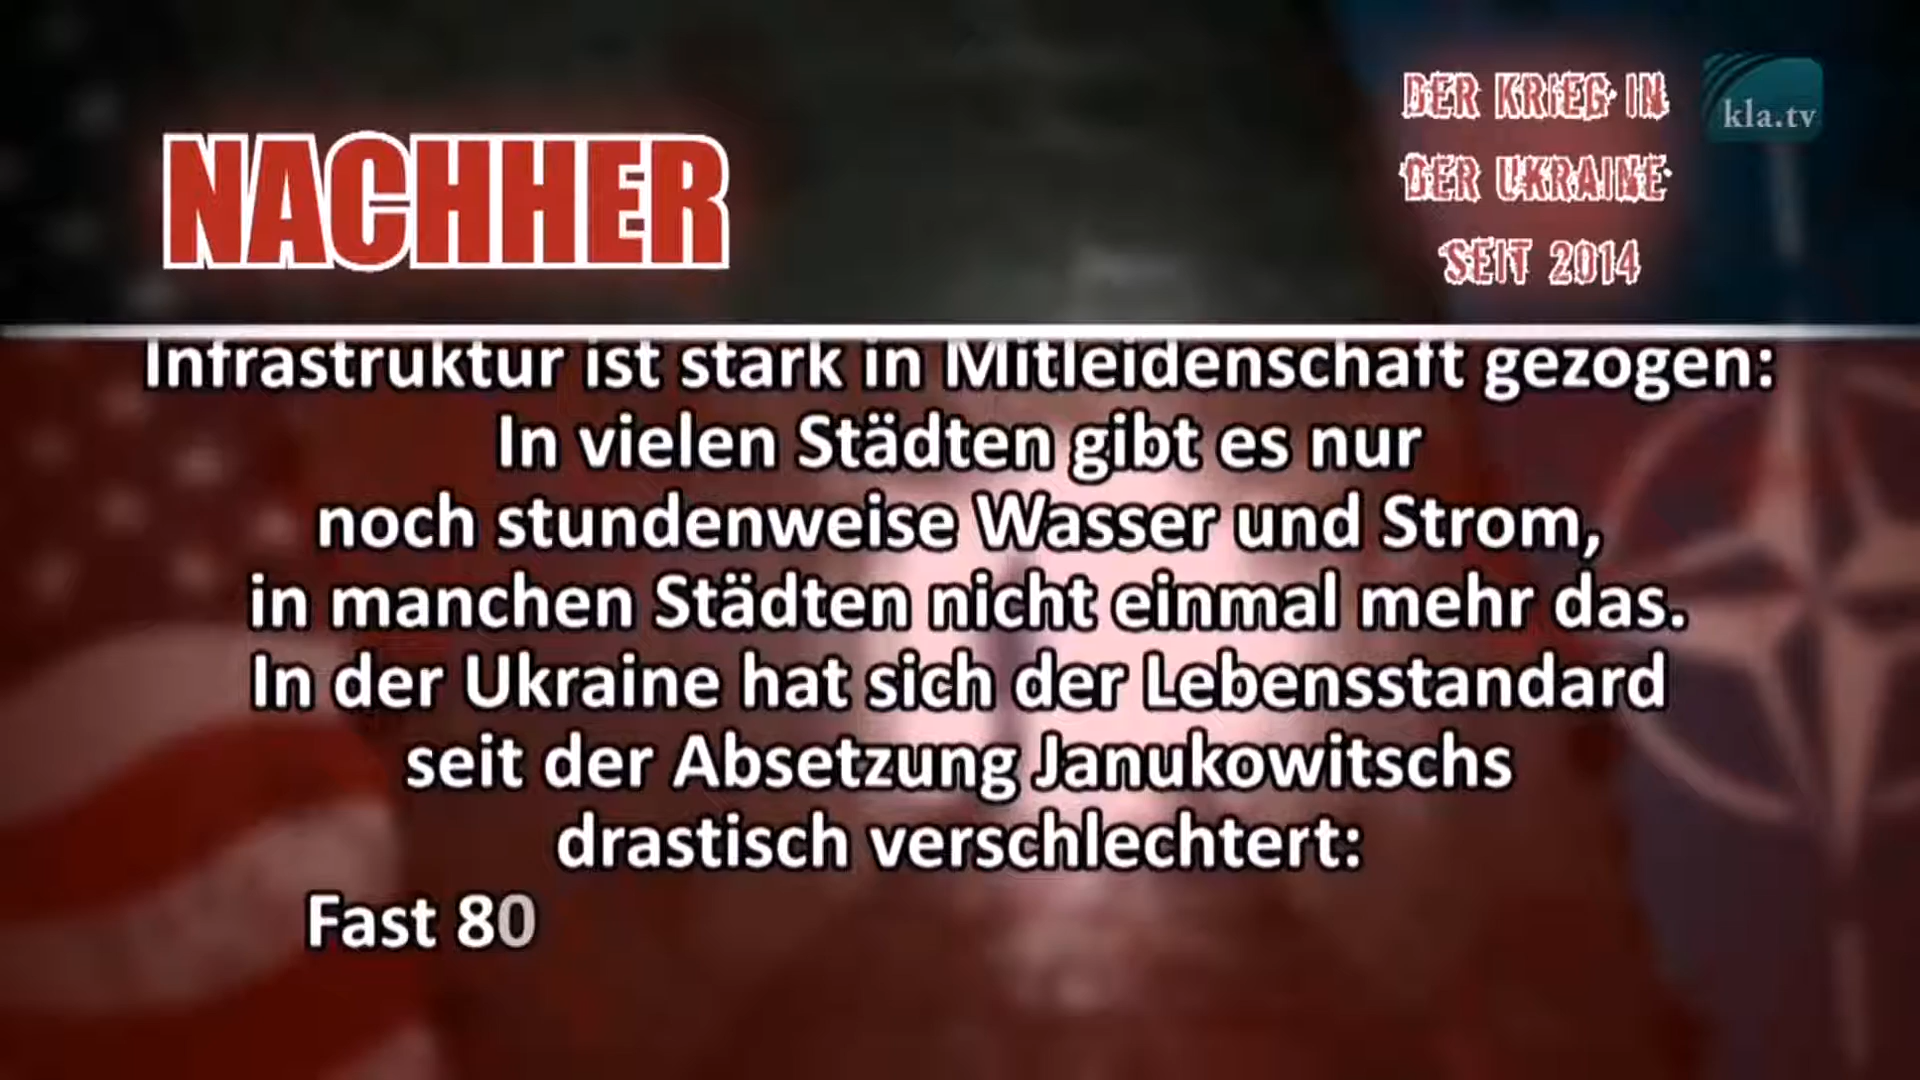 NACHHER
DER KRIEG IN
DER UKRAINE
SEIT 2014
kla.tv
Infrastruktur ist stark in Mitleidenschaft gezogen:
In vielen Städten gibt es nur
noch stundenweise Wasser und Strom,
in manchen Städten nicht einmal mehr das.
In der Ukraine hat sich der Lebensstandard
seit der Absetzung Janukowitschs
drastisch verschlechtert:
Fast 80